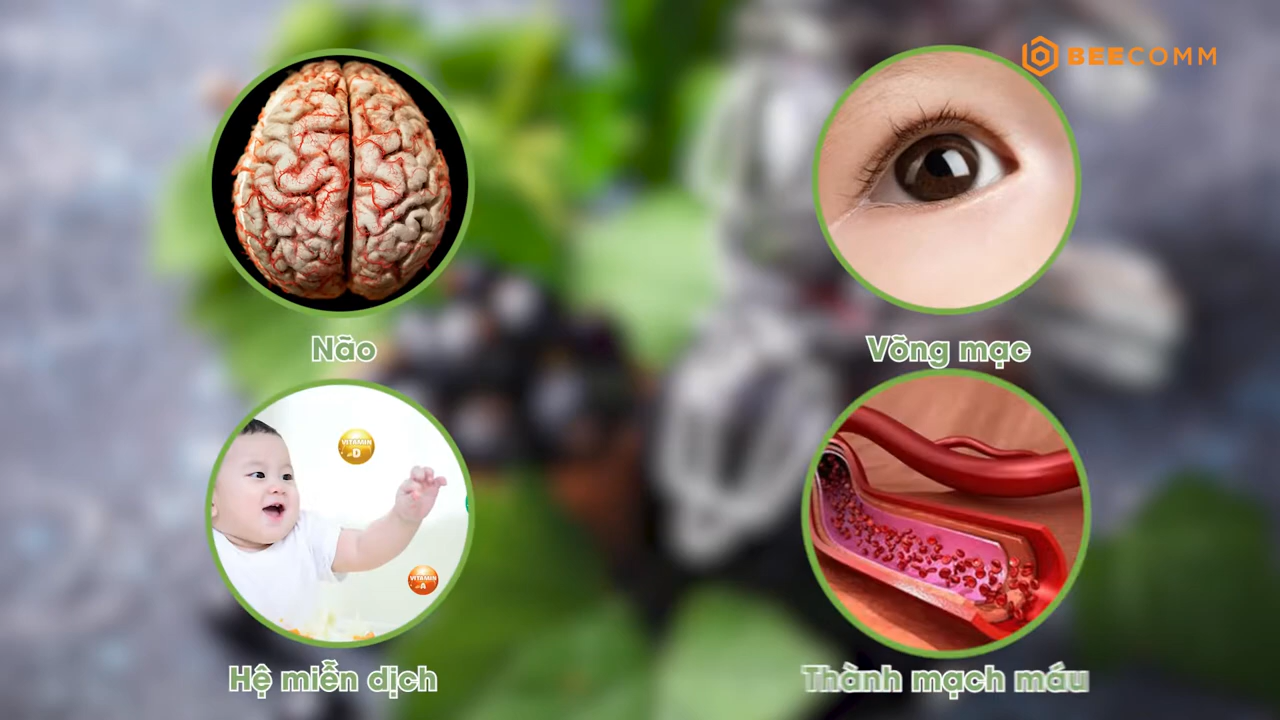 BEECOMM
Não
Võng mạc
VITAMIN
D
VITAMIN
A
Hệ miễn dịch
Thành mạch máu